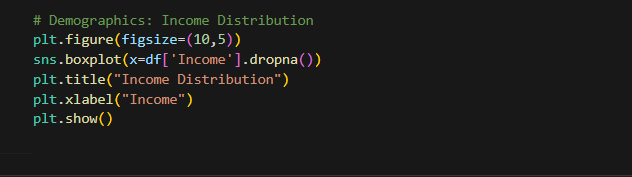 # Demographics: Income Distribution
plt.figure(figsize=(10,5))
sns.boxplot(x=df['Income'].dropna())
plt.title("Income Distribution")
plt.xlabel("Income")
plt.show()